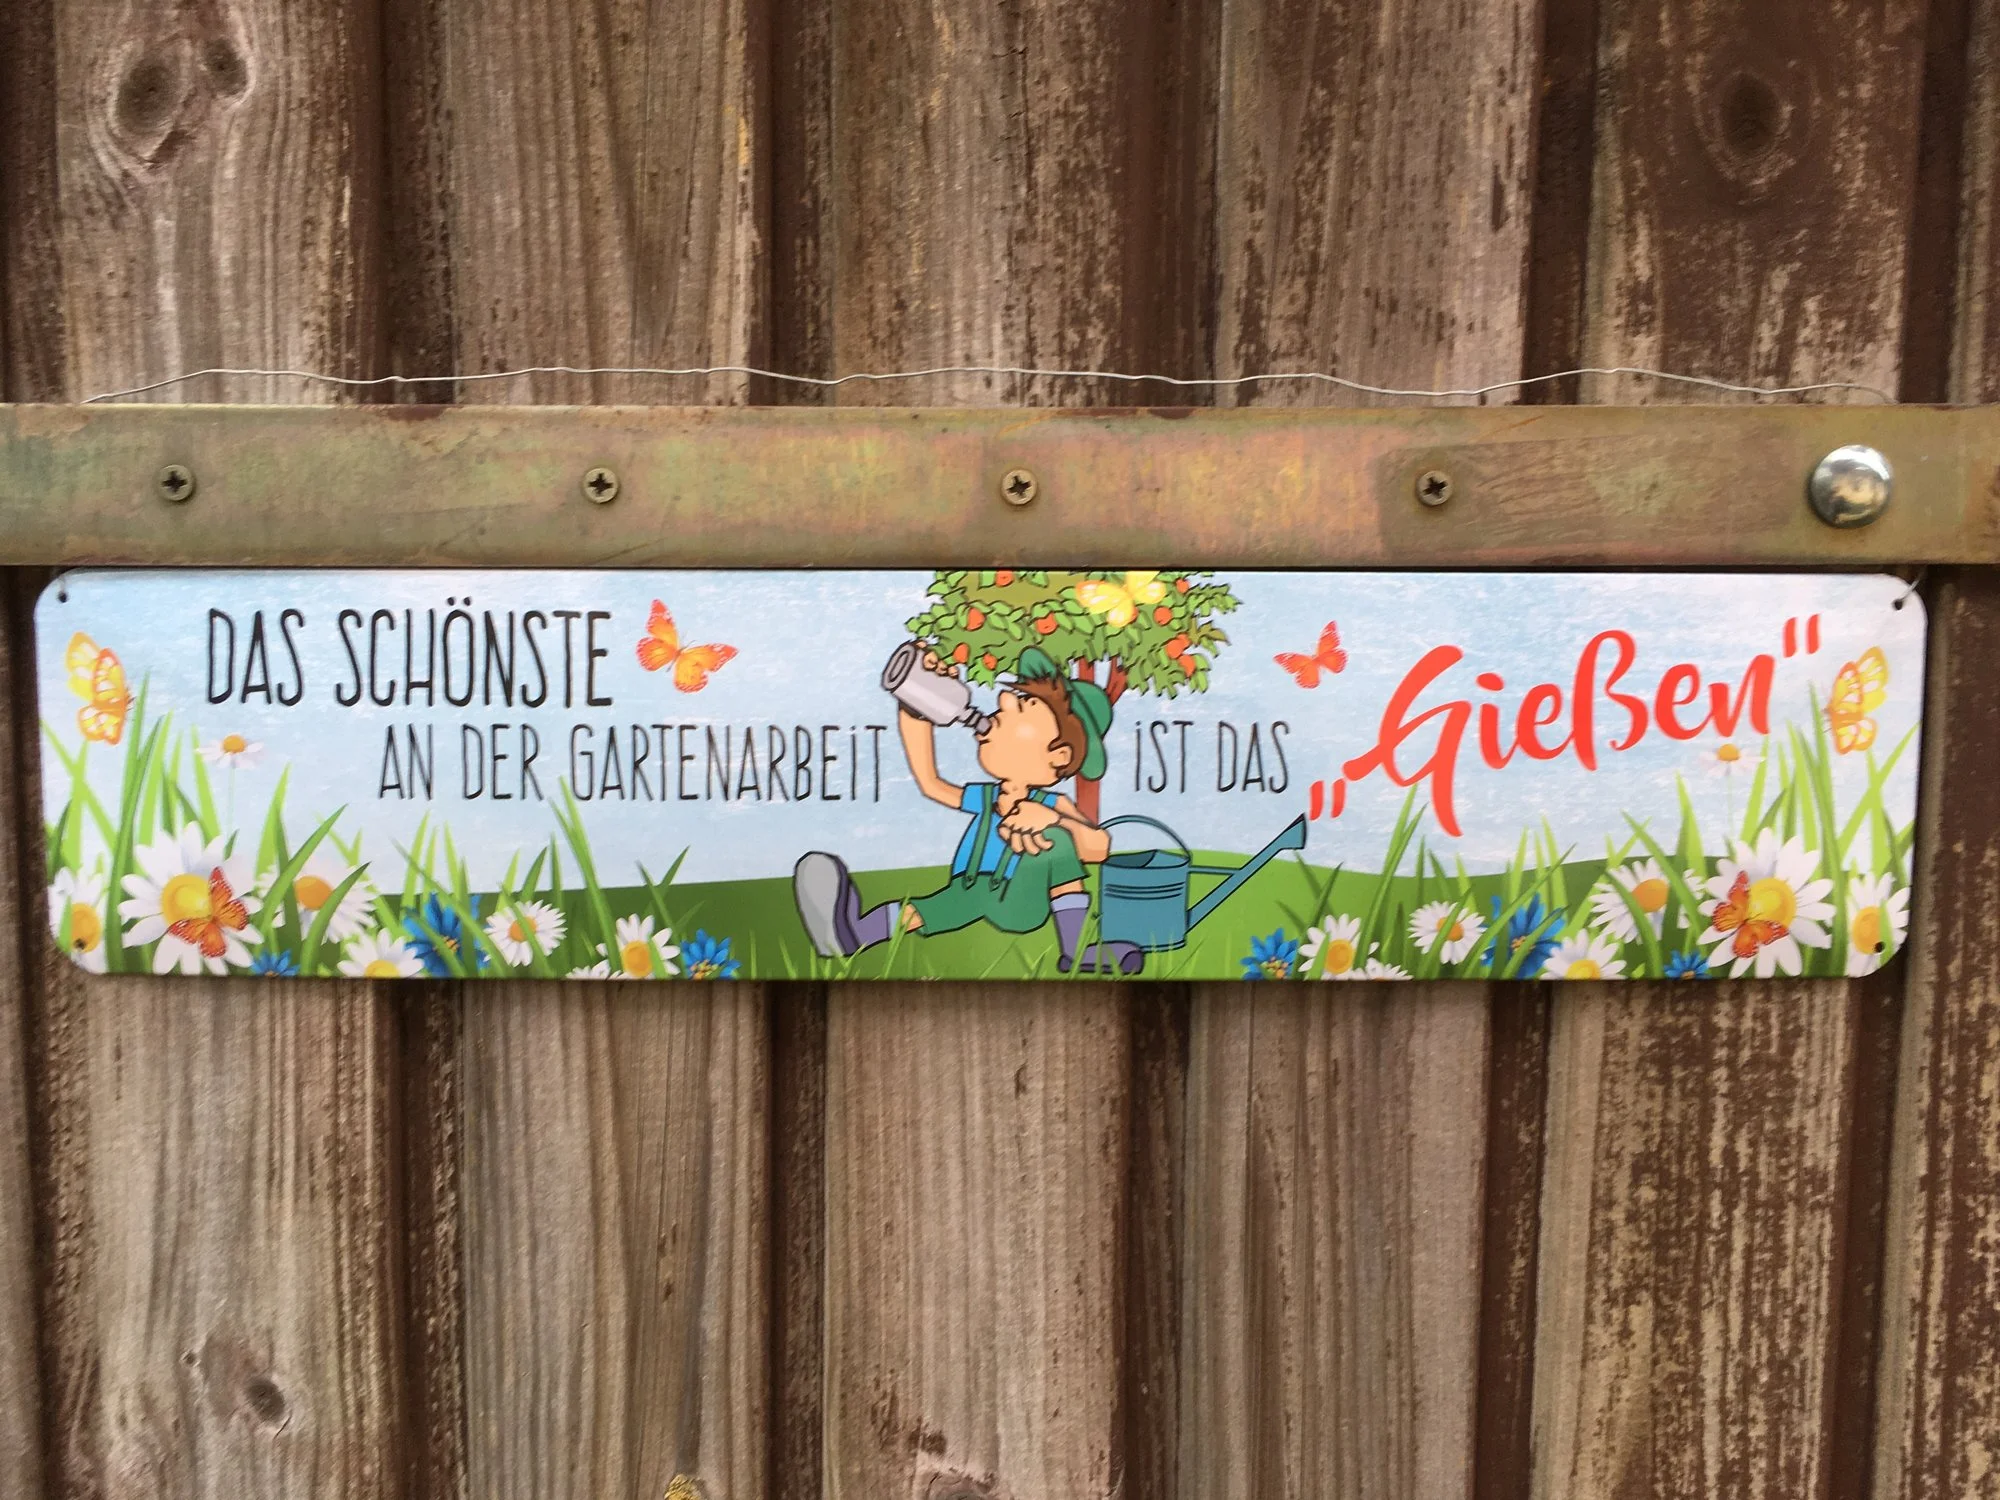 DAS SCHÖNSTE
AN DER GARTENARBEiT iST DAS „Gießen"